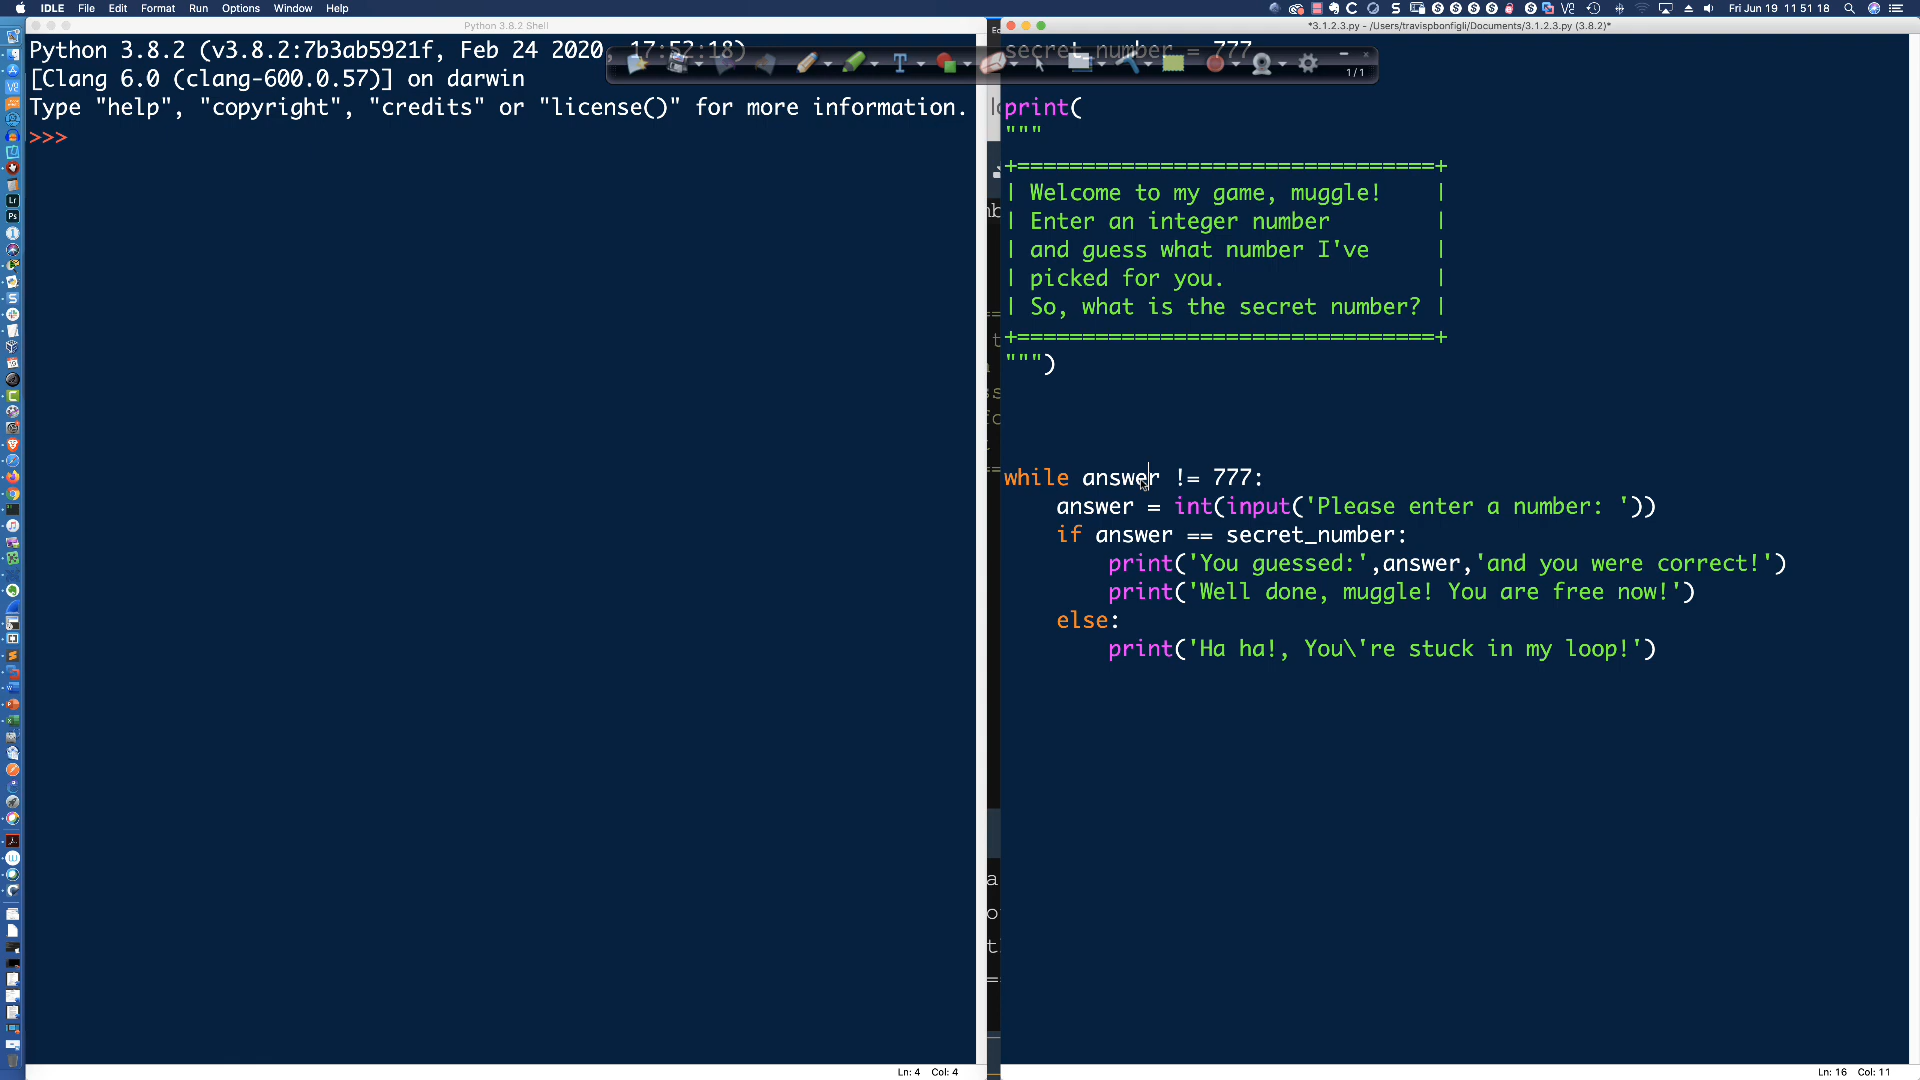 IDLE File Edit Format Run Options Window Help
Fri Jun 19 11 51 18
Python 3.8.2 Shell
Python 3.8.2 (v3.8.2:7b3ab5921f, Feb 24 2020, 17:52:18)
[Clang 6.0 (clang-600.0.57)] on darwin
Type "help", "copyright", "credits" or "license()" for more information.
>>>
Ln: 4 Col: 4
1/1
*3.1.2.3.py - /Users/travispbonfigli/Documents/3.1.2.3.py (3.8.2)*
secret_number = 777
print(
"""
+================================+
| Welcome to my game, muggle!    |
| Enter an integer number        |
| and guess what number I've     |
| picked for you.                |
| So, what is the secret number? |
+================================+
""")
while answer != 777:
    answer = int(input('Please enter a number: '))
    if answer == secret_number:
        print('You guessed:',answer,'and you were correct!')
        print('Well done, muggle! You are free now!')
    else:
        print('Ha ha!, You\'re stuck in my loop!')
Ln: 16 Col: 11